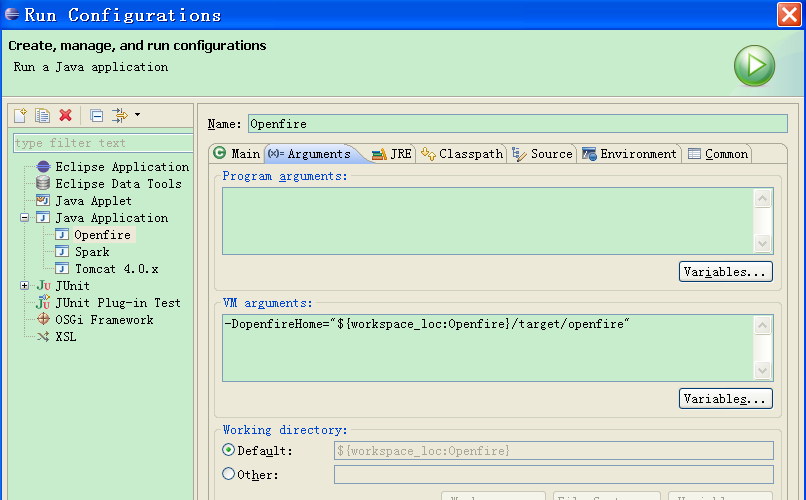 Run Configurations
Create, manage, and run configurations
Run a Java application
type filter text
Eclipse Application
Eclipse Data Tools
Java Applet
Java Application
Openfire
Spark
Tomcat 4.0.x
JUnit
JUnit Plug-in Test
OSGi Framework
XSL
Name: Openfire
Main (x)= Arguments JRE Classpath Source Environment Common
Program arguments:
Variables...
VM arguments:
-DopenfireHome="${workspace_loc:Openfire}/target/openfire"
Variables...
Working directory:
Default: ${workspace_loc:Openfire}
Other: